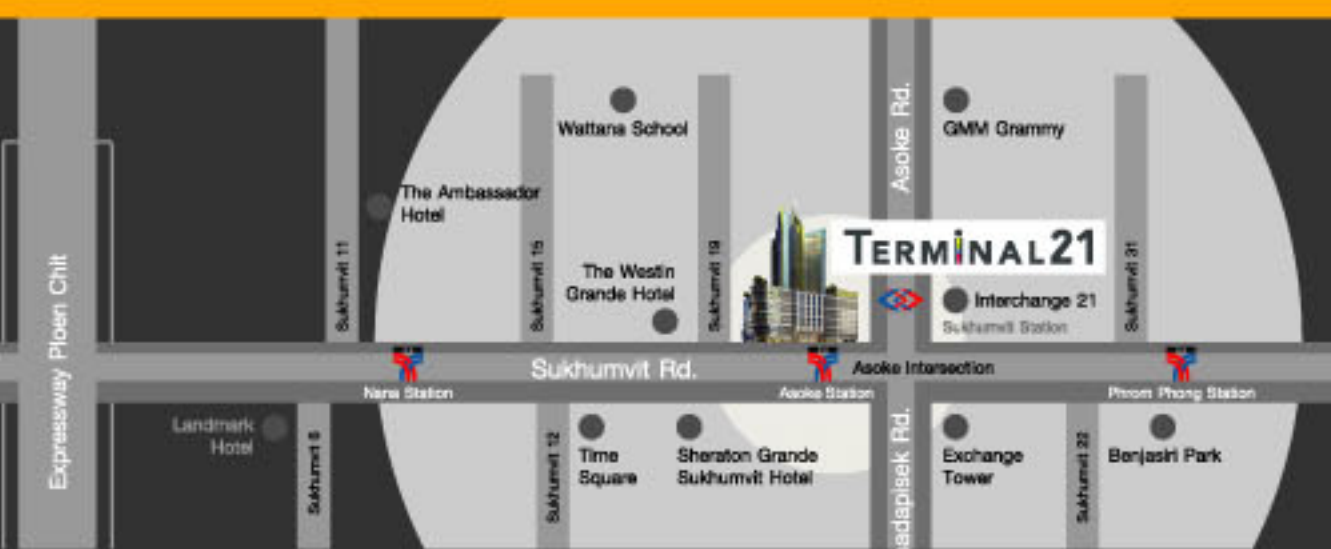 Asoke Rd.
Wattana School
GMM Grammy
The Ambassador
Hotel
TERMINAL21
Expressway Ploen Chit
Sukhumvit 11
Sukhumvit 15
Sukhumvit 19
Sukhumvit 31
The Westin
Grande Hotel
Interchange 21
Sukhumvit Station
Sukhumvit Rd.
Asoke Intersection
Nana Station
Asoke Station
Phrom Phong Station
Landmark
Hotel
Sukhumvit 12
Time
Square
Sheraton Grande
Sukhumvit Hotel
adapisek Rd.
Exchange
Tower
Sukhumvit 22
Benjasiri Park